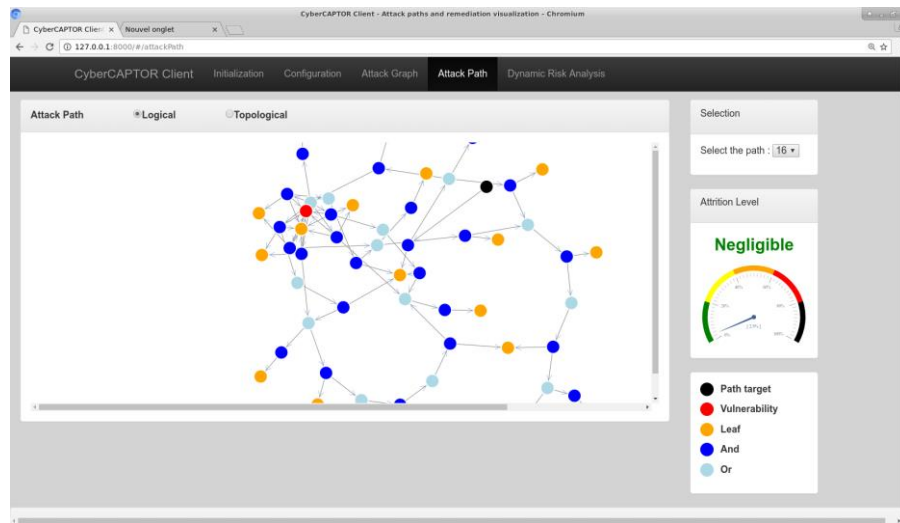 CyberCAPTOR Client - Attack paths and remediation visualization - Chromium
CyberCAPTOR Clien × Nouvel onglet ×
127.0.0.1:8000/#/attackPath
CyberCAPTOR Client Initialization Configuration Attack Graph Attack Path Dynamic Risk Analysis
Attack Path Logical Topological
Selection
Select the path : 16
Attrition Level
Negligible
Path target
Vulnerability
Leaf
And
Or